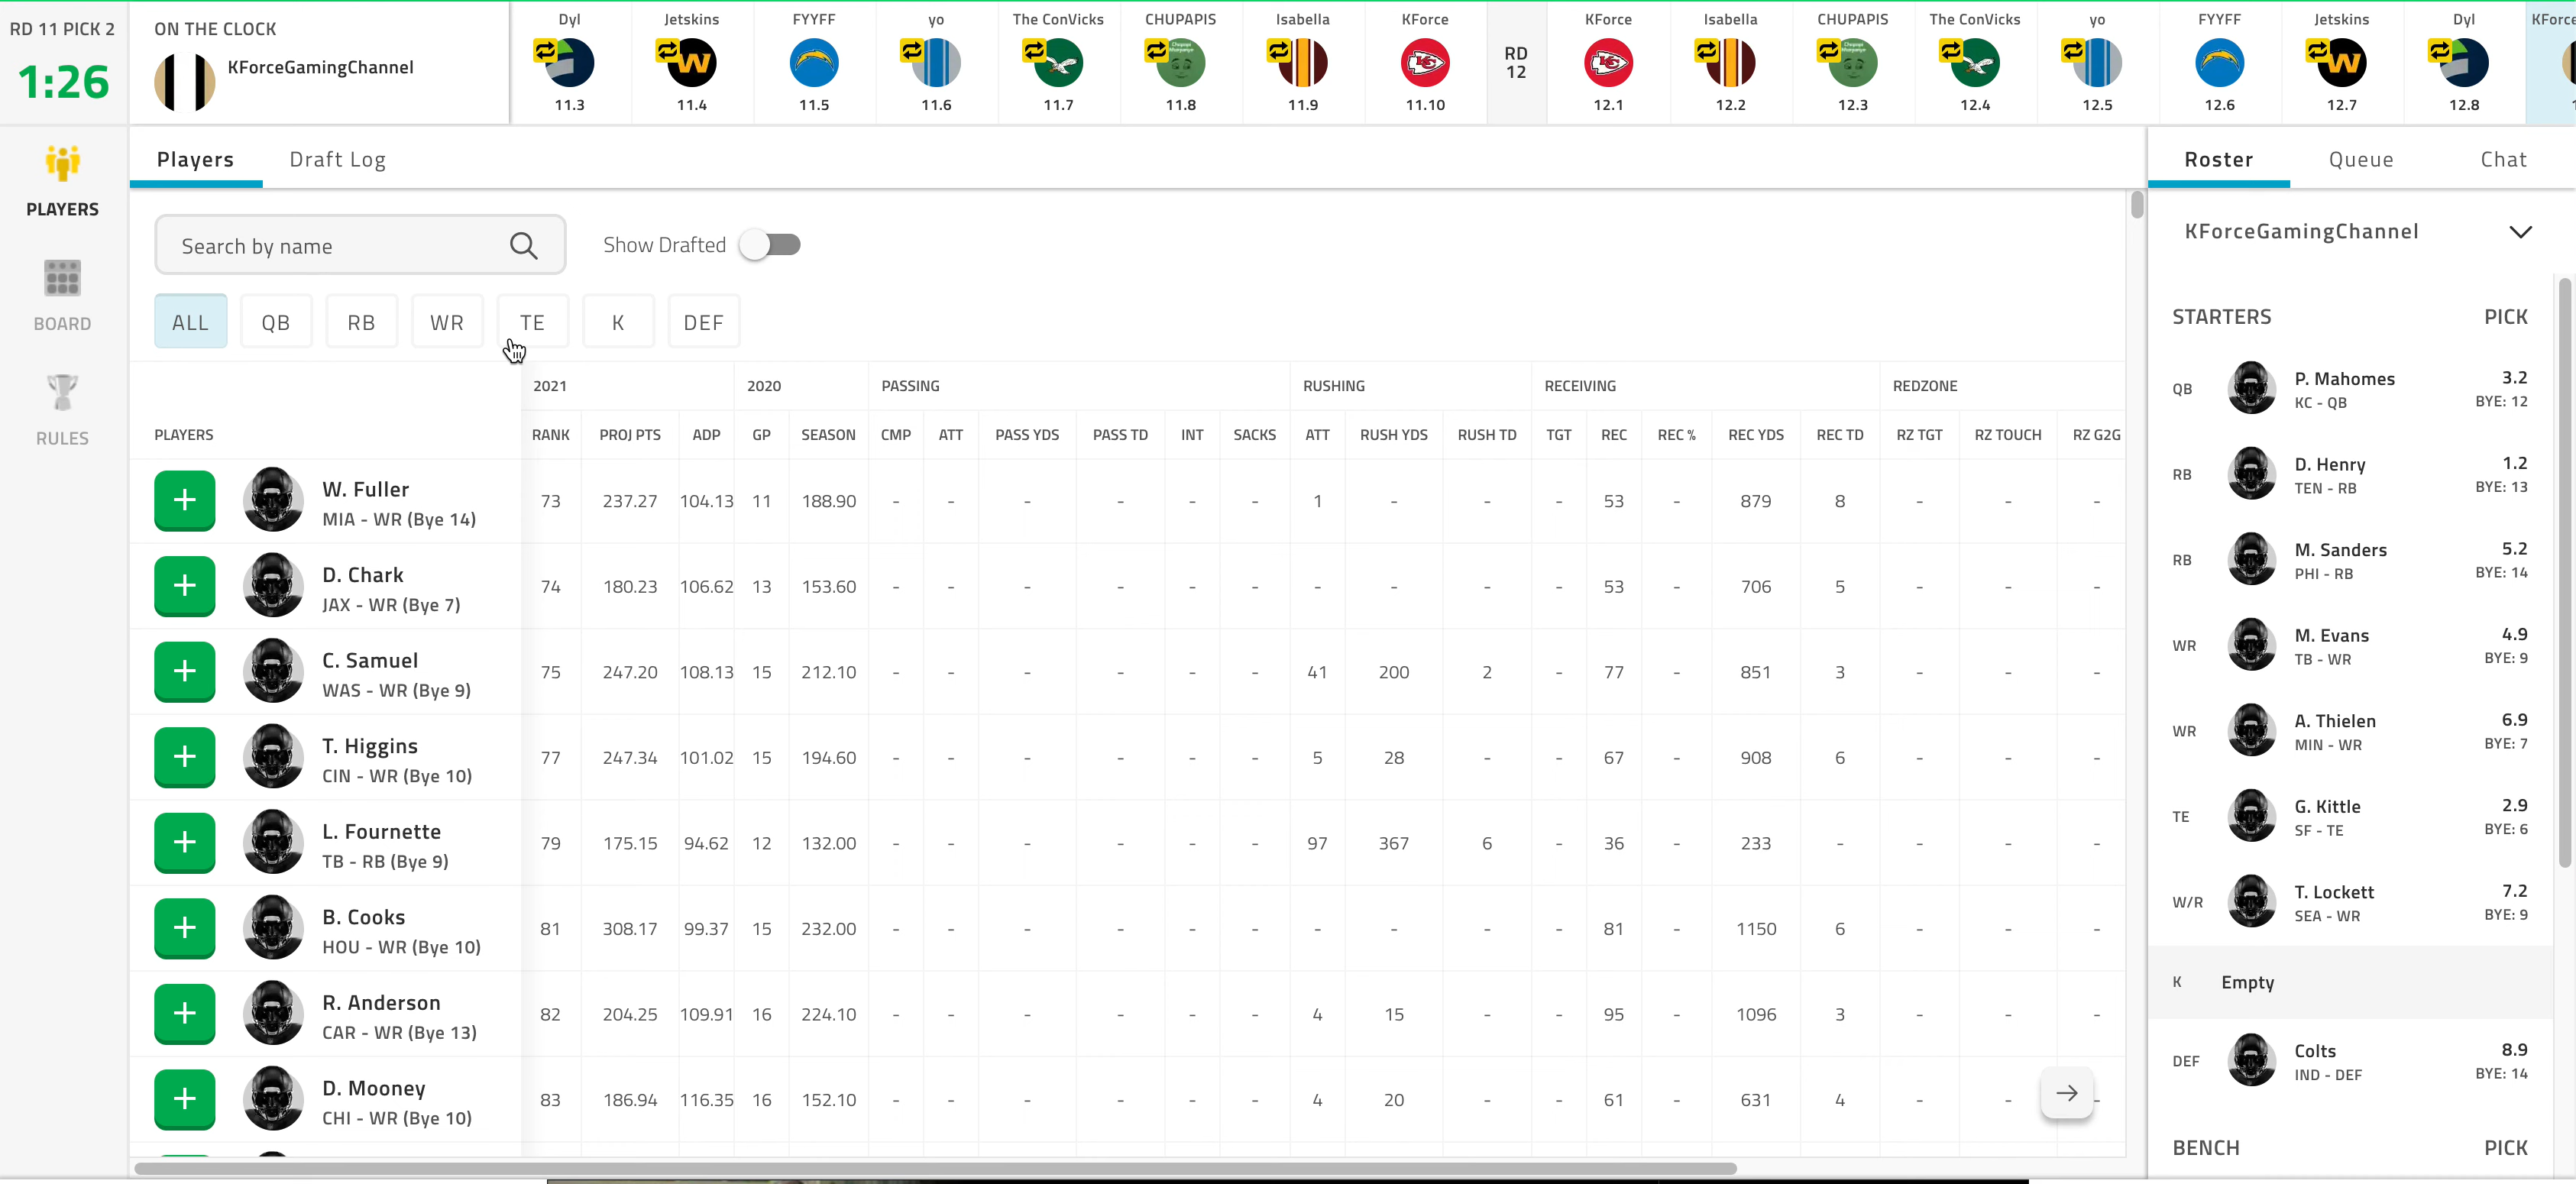 RD 11 PICK 2
1:26
ON THE CLOCK
KForceGamingChannel
Dyl
11.3
Jetskins
W
11.4
FYYFF
11.5
yo
11.6
The ConVicks
11.7
CHUPAPIS
11.8
Isabella
11.9
KForce
KC
11.10
RD
12
KForce
KC
12.1
Isabella
12.2
CHUPAPIS
12.3
The ConVicks
12.4
yo
12.5
FYYFF
12.6
Jetskins
W
12.7
Dyl
12.8
KForce
PLAYERS
BOARD
RULES
Players Draft Log
Search by name
Show Drafted
ALL QB RB WR TE K DEF
2021 2020 PASSING RUSHING RECEIVING REDZONE
PLAYERS RANK PROJ PTS ADP GP SEASON CMP ATT PASS YDS PASS TD INT SACKS ATT RUSH YDS RUSH TD TGT REC REC % REC YDS REC TD RZ TGT RZ TOUCH RZ G2G
W. Fuller
MIA - WR (Bye 14)
73 237.27 104.13 11 188.90 - - - - - - 1 - - - 53 - 879 8 - - -
D. Chark
JAX - WR (Bye 7)
74 180.23 106.62 13 153.60 - - - - - - - - - - 53 - 706 5 - - -
C. Samuel
WAS - WR (Bye 9)
75 247.20 108.13 15 212.10 - - - - - - 41 200 2 - 77 - 851 3 - - -
T. Higgins
CIN - WR (Bye 10)
77 247.34 101.02 15 194.60 - - - - - - 5 28 - - 67 - 908 6 - - -
L. Fournette
TB - RB (Bye 9)
79 175.15 94.62 12 132.00 - - - - - - 97 367 6 - 36 - 233 - - - -
B. Cooks
HOU - WR (Bye 10)
81 308.17 99.37 15 232.00 - - - - - - - - - - 81 - 1150 6 - - -
R. Anderson
CAR - WR (Bye 13)
82 204.25 109.91 16 224.10 - - - - - - 4 15 - - 95 - 1096 3 - - -
D. Mooney
CHI - WR (Bye 10)
83 186.94 116.35 16 152.10 - - - - - - 4 20 - - 61 - 631 4 - - -
Roster Queue Chat
KForceGamingChannel
STARTERS PICK
QB P. Mahomes 3.2
KC - QB BYE: 12
RB D. Henry 1.2
TEN - RB BYE: 13
RB M. Sanders 5.2
PHI - RB BYE: 14
WR M. Evans 4.9
TB - WR BYE: 9
WR A. Thielen 6.9
MIN - WR BYE: 7
TE G. Kittle 2.9
SF - TE BYE: 6
W/R T. Lockett 7.2
SEA - WR BYE: 9
K Empty
DEF Colts 8.9
IND - DEF BYE: 14
BENCH PICK